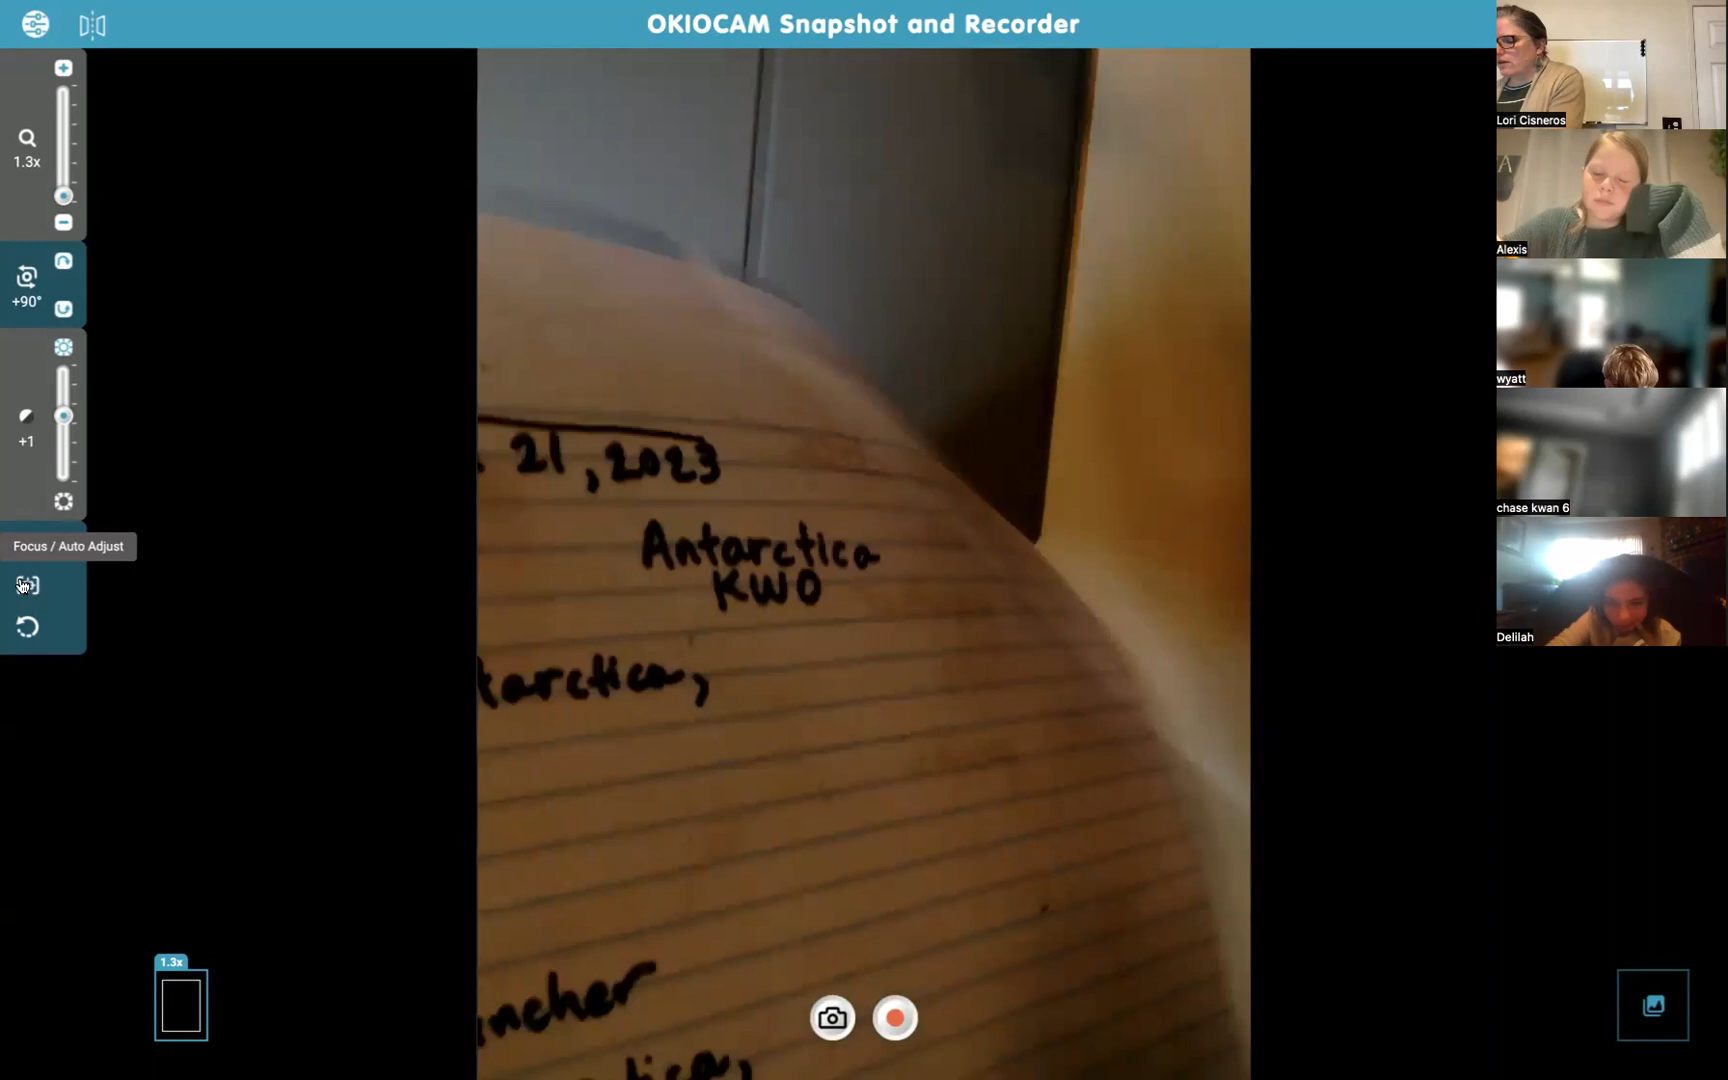 OKIOCAM Snapshot and Recorder
1.3x
+90°
+1
Focus / Auto Adjust
21, 2023
Antarctica
KWO
tarctica,
ncher
tica,
1.3x
Lori Cisneros
Alexis
wyatt
chase kwan 6
Delilah
A